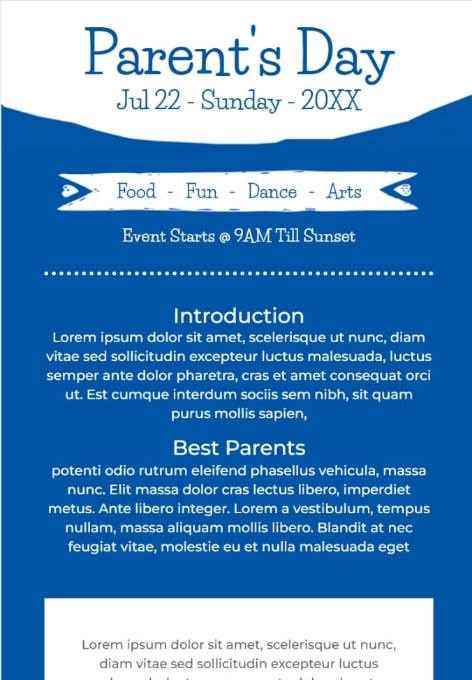 Parent's Day
Jul 22 - Sunday - 20XX
Food - Fun - Dance - Arts
Event Starts @ 9AM Till Sunset
Introduction
Lorem ipsum dolor sit amet, scelerisque ut nunc, diam
vitae sed sollicitudin excepteur luctus malesuada, luctus
semper ante dolor pharetra, cras et amet consequat orci
ut. Est cumque interdum sociis sem nibh, sit quam
purus mollis sapien,
Best Parents
potenti odio rutrum eleifend phasellus vehicula, massa
nunc. Elit massa dolor cras lectus libero, imperdiet
metus. Ante libero integer. Lorem a vestibulum, tempus
nullam, massa aliquam mollis libero. Blandit at nec
feugiat vitae, molestie eu et nulla malesuada eget
Lorem ipsum dolor sit amet, consectetur adipiscing elit,
diam vitae sed sollicitudin excepteur